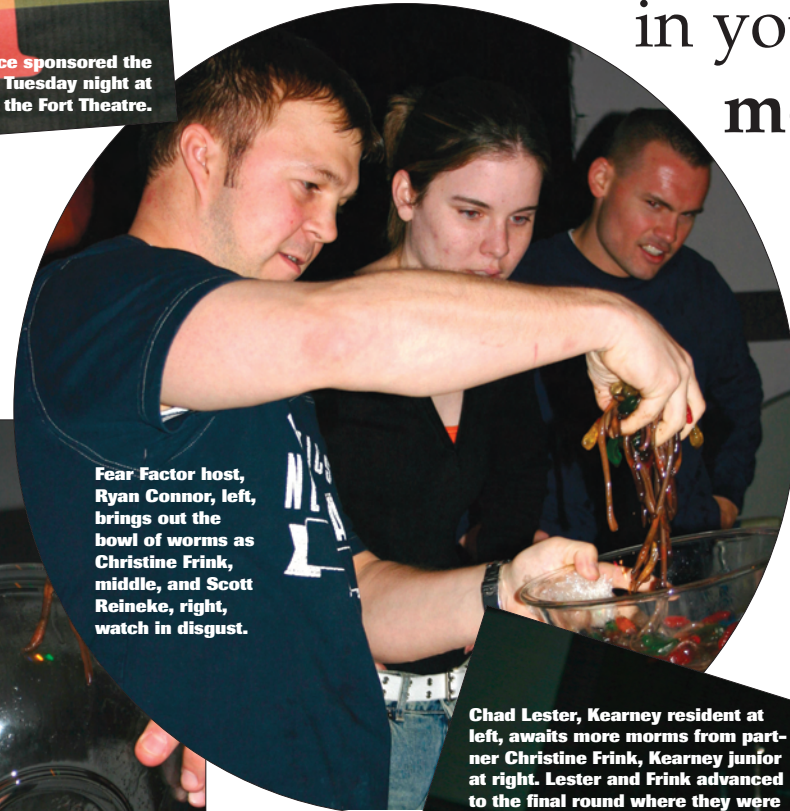 ce sponsored the
Tuesday night at
the Fort Theatre.
in you
m
Fear Factor host,
Ryan Connor, left,
brings out the
bowl of worms as
Christine Frink,
middle, and Scott
Reineke, right,
watch in disgust.
Chad Lester, Kearney resident at
left, awaits more morms from part-
ner Christine Frink, Kearney junior
at right. Lester and Frink advanced
to the final round where they were